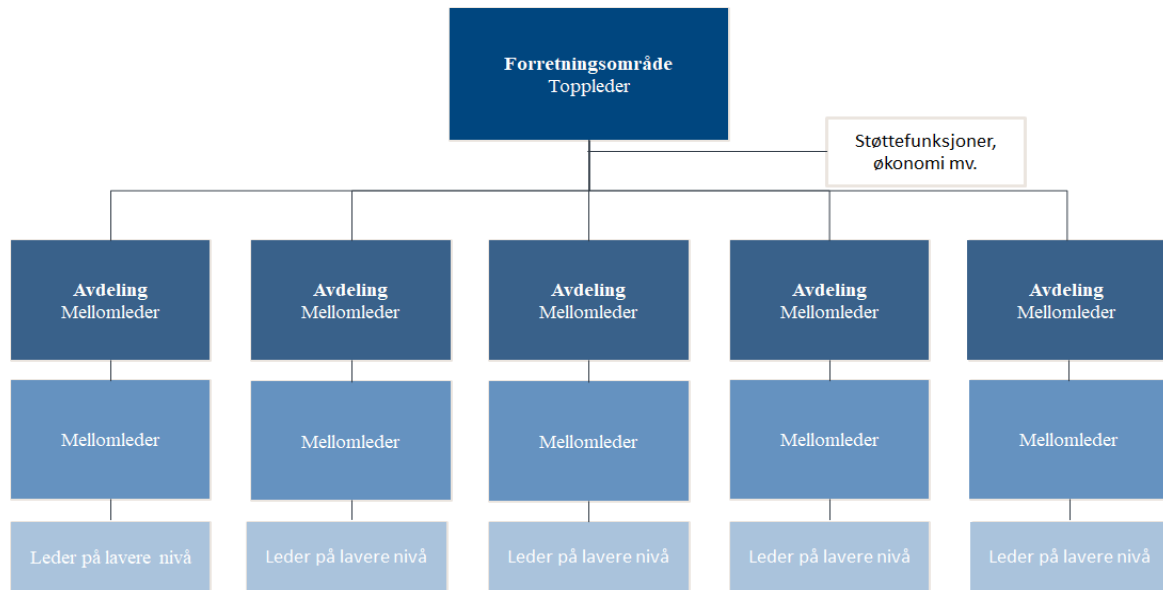 Forretningsområde
Toppleder
Støttefunksjoner,
økonomi mv.
Avdeling
Mellomleder
Avdeling
Mellomleder
Avdeling
Mellomleder
Avdeling
Mellomleder
Avdeling
Mellomleder
Mellomleder
Mellomleder
Mellomleder
Mellomleder
Mellomleder
Leder på lavere nivå
Leder på lavere nivå
Leder på lavere nivå
Leder på lavere nivå
Leder på lavere nivå